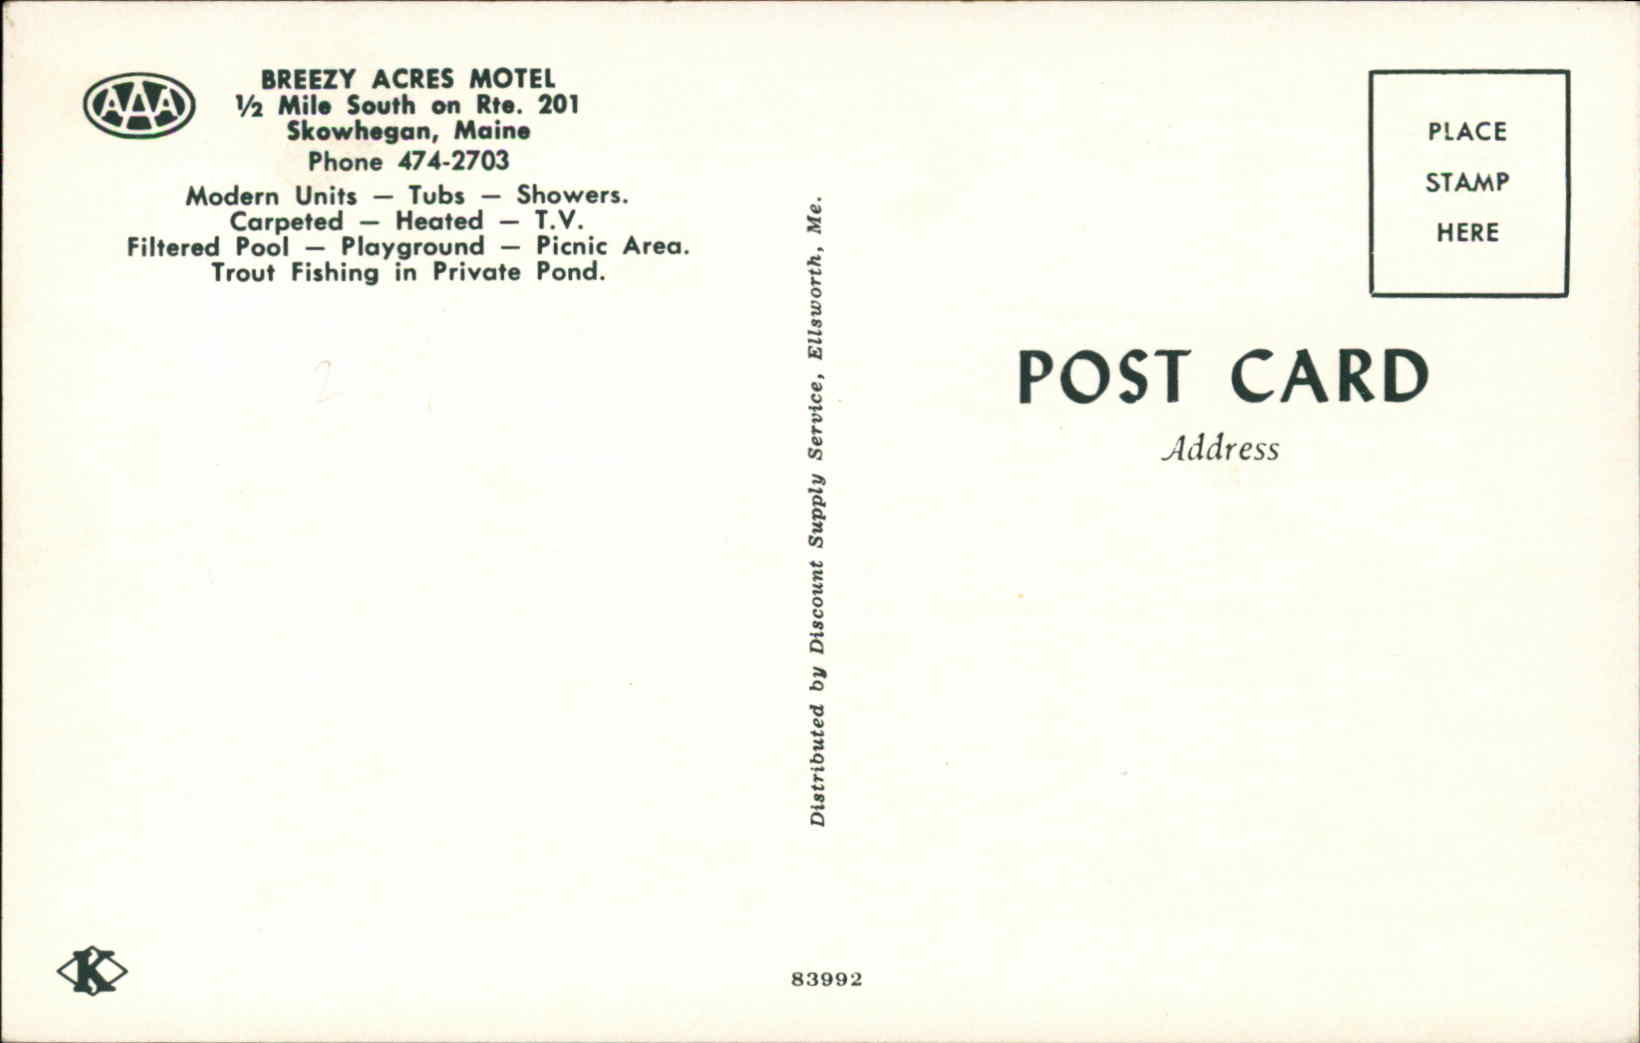 AAA
BREEZY ACRES MOTEL
½ Mile South on Rte. 201
Skowhegan, Maine
Phone 474-2703
Modern Units — Tubs — Showers.
Carpeted — Heated — T.V.
Filtered Pool — Playground — Picnic Area.
Trout Fishing in Private Pond.
2
Distributed by Discount Supply Service, Ellsworth, Me.
PLACE
STAMP
HERE
POST CARD
Address
K
83992